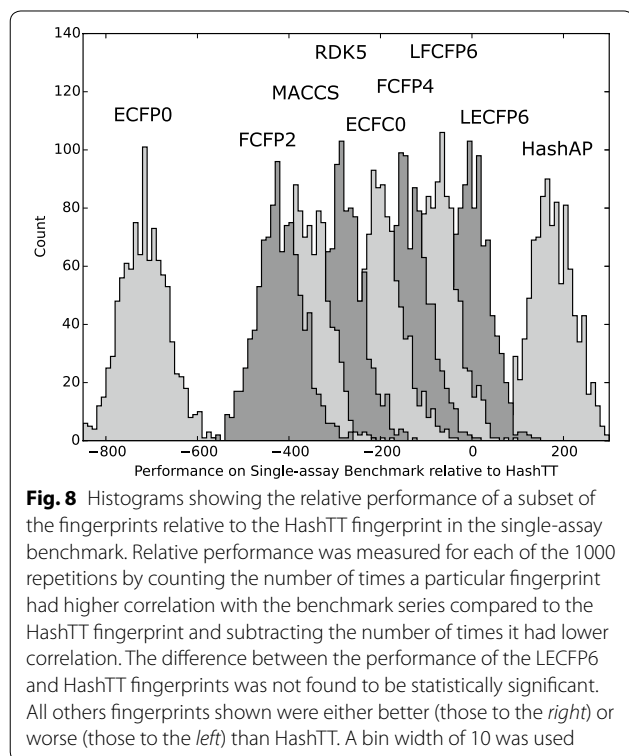 140
120
100
80
60
40
20
0
Count
RDK5 LFCFP6
MACCS FCFP4
ECFP0 FCFP2 ECFC0 LECFP6 HashAP
−800 −600 −400 −200 0 200
Performance on Single-assay Benchmark relative to HashTT
Fig. 8 Histograms showing the relative performance of a subset of
the fingerprints relative to the HashTT fingerprint in the single-assay
benchmark. Relative performance was measured for each of the 1000
repetitions by counting the number of times a particular fingerprint
had higher correlation with the benchmark series compared to the
HashTT fingerprint and subtracting the number of times it had lower
correlation. The difference between the performance of the LECFP6
and HashTT fingerprints was not found to be statistically significant.
All others fingerprints shown were either better (those to the right) or
worse (those to the left) than HashTT. A bin width of 10 was used